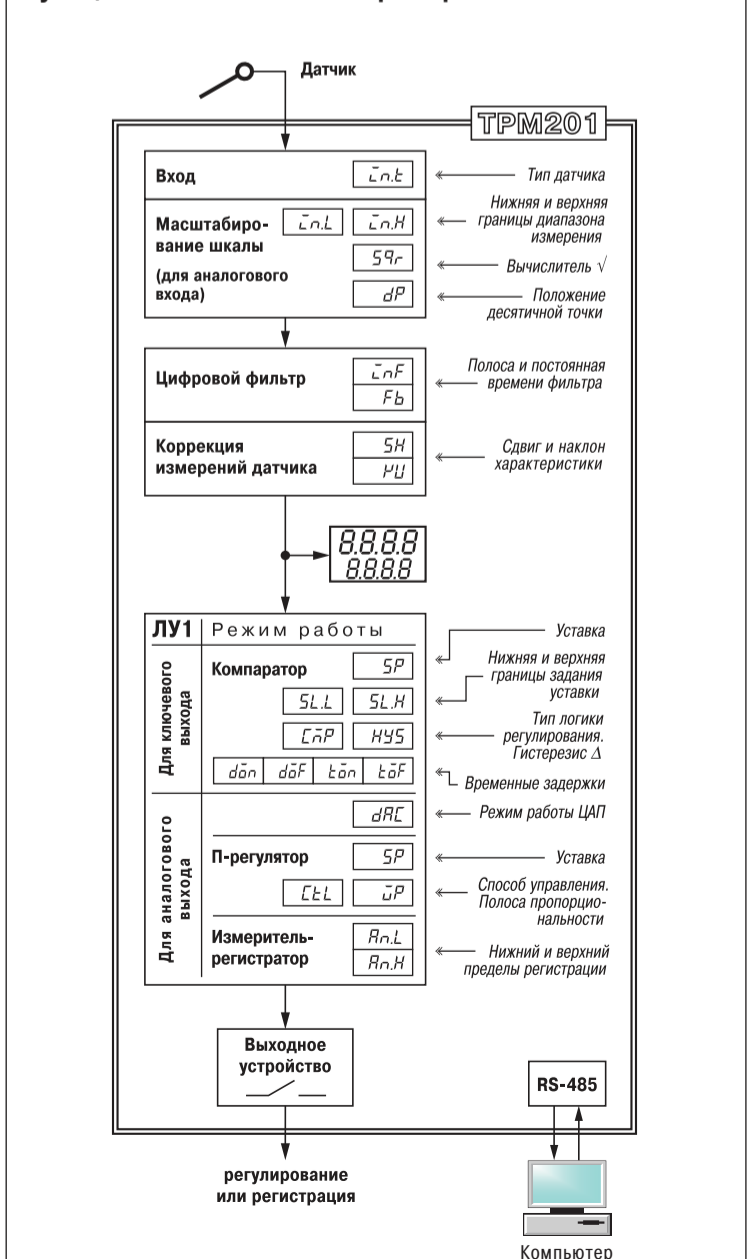 Датчик
ТРМ201
Вход
in.t
Тип датчика
Масштабиро-
вание шкалы
(для аналогового
входа)
in.L
in.H
Нижняя и верхняя
границы диапазона
измерения
Sqr
Вычислитель √
dP
Положение
десятичной точки
Цифровой фильтр
inF
Fb
Полоса и постоянная
времени фильтра
Коррекция
измерений датчика
SH
KU
Сдвиг и наклон
характеристики
8.8.8.8
8.8.8.8
ЛУ1 Режим работы
Для ключевого
выхода
Компаратор
SP
Уставка
SL.L
SL.H
Нижняя и верхняя
границы задания
уставки
CmP
HYS
Тип логики
регулирования.
Гистерезис Δ
don
doF
ton
toF
Временные задержки
Для аналогового
выхода
dAC
Режим работы ЦАП
П-регулятор
SP
Уставка
CtL
Способ управления.
Полоса пропорцио-
нальности
Измеритель-
регистратор
An.L
An.H
Нижний и верхний
пределы регистрации
Выходное
устройство
RS-485
регулирование
или регистрация
Компьютер